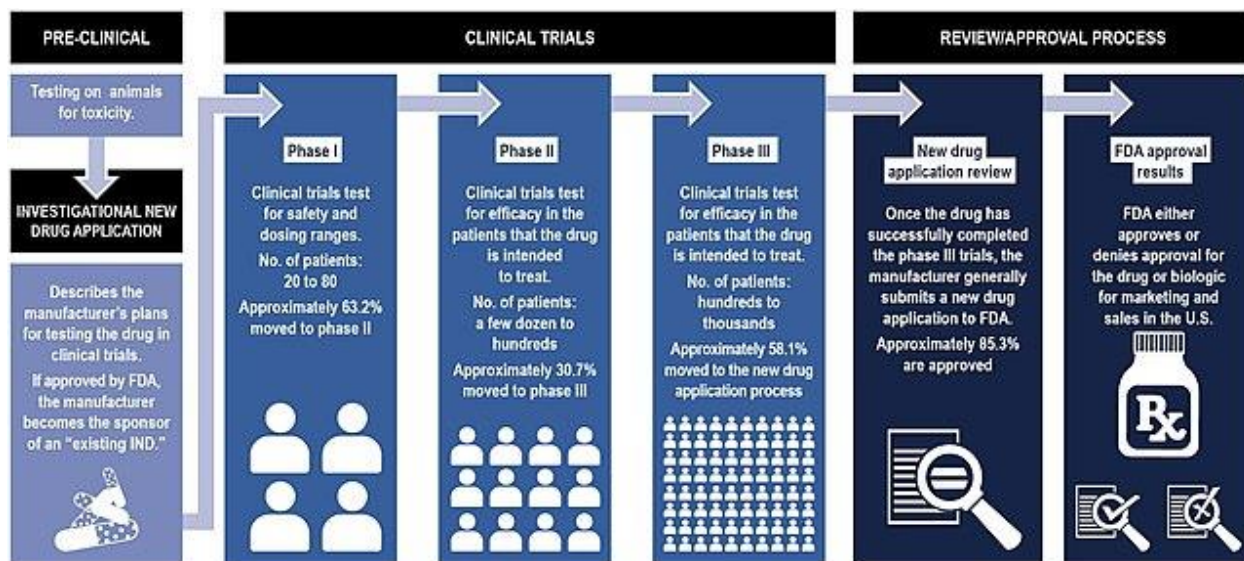 PRE-CLINICAL
Testing on animals
for toxicity.
INVESTIGATIONAL NEW
DRUG APPLICATION
Describes the
manufacturer's plans
for testing the drug in
clinical trials.
If approved by FDA,
the manufacturer
becomes the sponsor
of an “existing IND.”
CLINICAL TRIALS
Phase I
Clinical trials test
for safety and
dosing ranges.
No. of patients:
20 to 80
Approximately 63.2%
moved to phase II
Phase II
Clinical trials test
for efficacy in the
patients that the drug
is intended
to treat.
No. of patients:
a few dozen to
hundreds
Approximately 30.7%
moved to phase III
Phase III
Clinical trials test
for efficacy in the
patients that the drug
is intended to treat.
No. of patients:
hundreds to
thousands
Approximately 58.1%
moved to the new drug
application process
REVIEW/APPROVAL PROCESS
New drug
application review
Once the drug has
successfully completed
the phase III trials, the
manufacturer generally
submits a new drug
application to FDA.
Approximately 85.3%
are approved
FDA approval
results
FDA either
approves or
denies approval for
the drug or biologic
for marketing and
sales in the U.S.
Rx